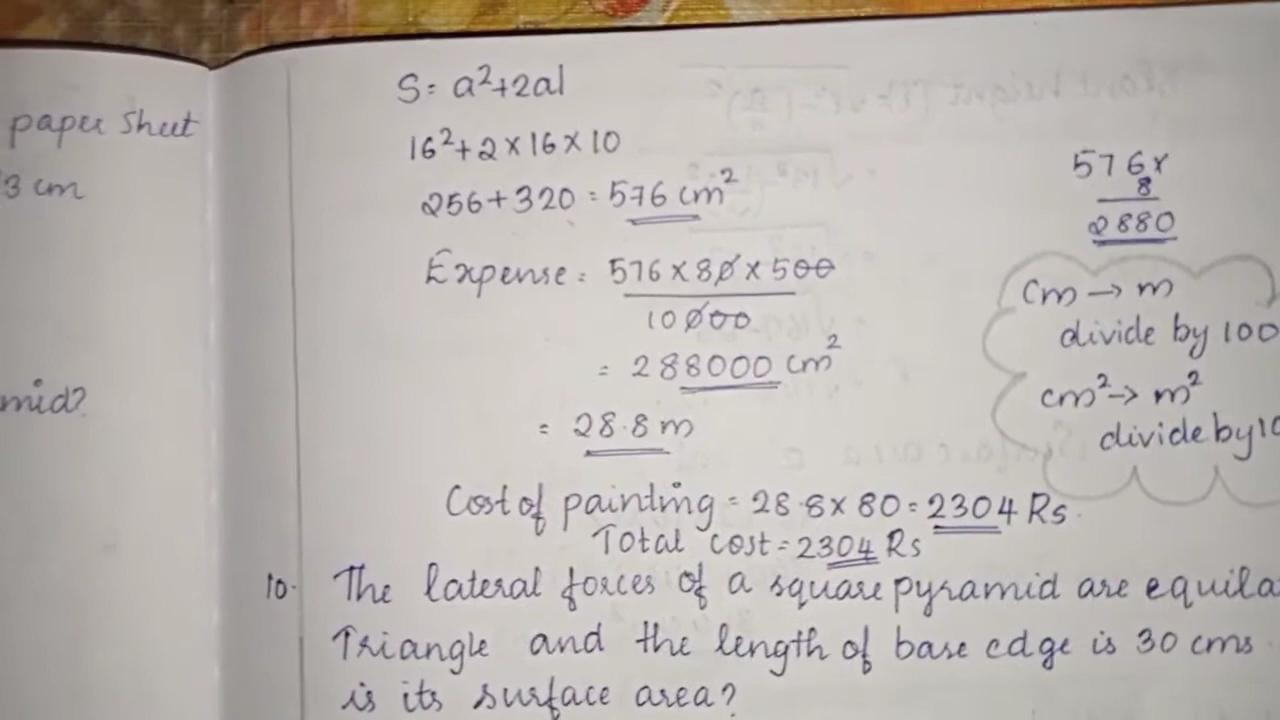 paper Sheet
3 cm
mid?
S = a²+2al
16²+2×16×10
256+320 = 576 cm²
576×
8
2880
Expense = 576×80×500
10000
= 288000 cm²
= 28.8 m
cm → m
divide by 100
cm² → m²
divide by 10
Cost of painting = 28.8×80 = 2304 Rs.
Total cost = 2304 Rs
10. The lateral forces of a square pyramid are equila
Triangle and the length of base edge is 30 cms.
is its surface area?